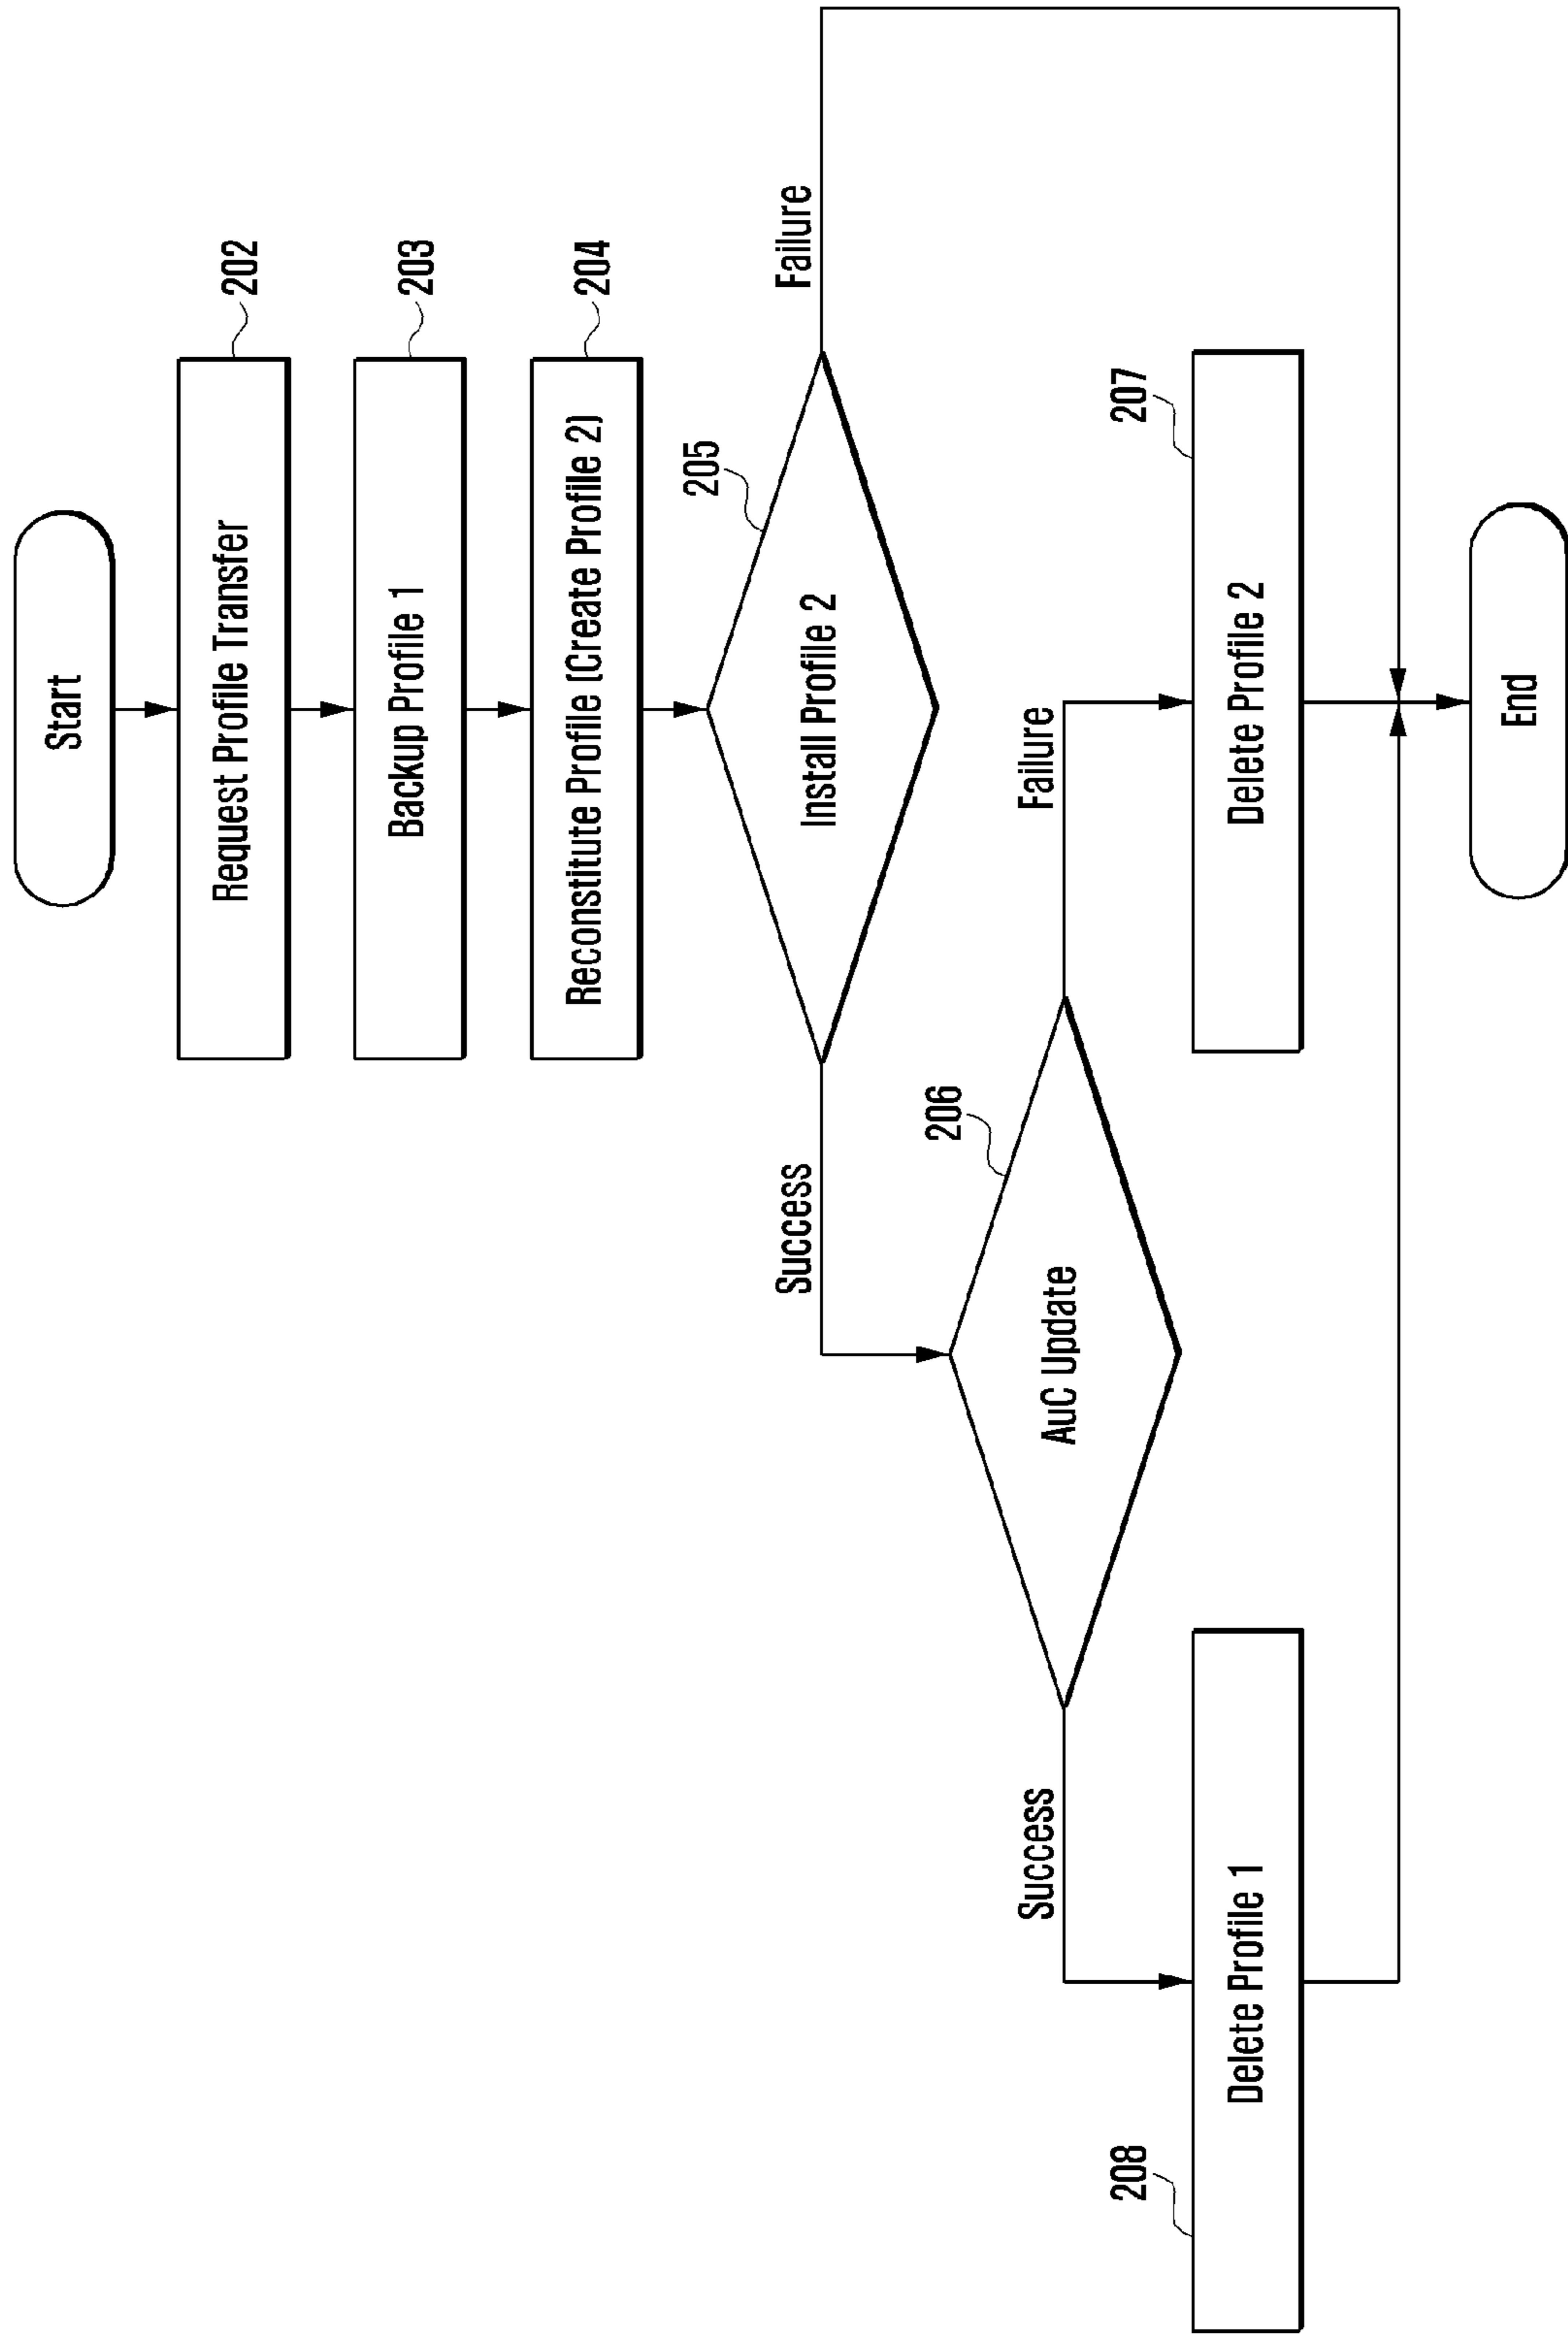 Start
Request Profile Transfer
202
Backup Profile 1
203
Reconstitute Profile (Create Profile 2)
204
205
Success
Install Profile 2
Failure
206
AuC Update
Success
Failure
208
Delete Profile 1
207
Delete Profile 2
End